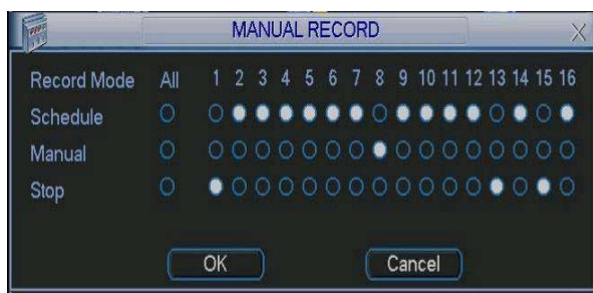 MANUAL RECORD
Record Mode All 1 2 3 4 5 6 7 8 9 10 11 12 13 14 15 16
Schedule
Manual
Stop
OK Cancel